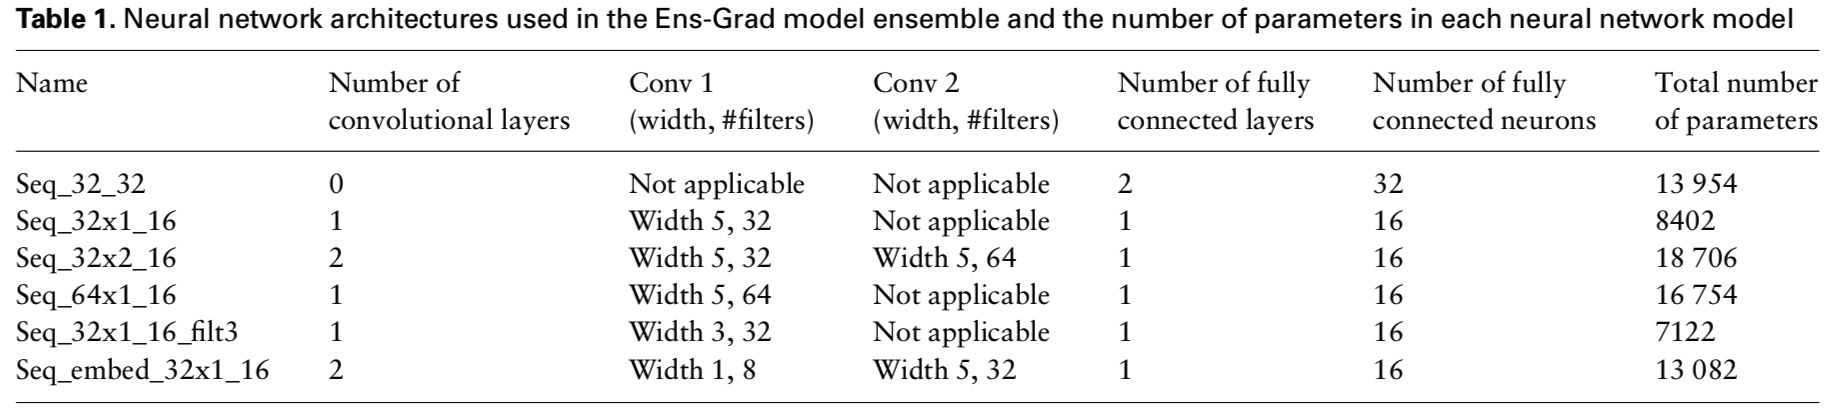 Table 1. Neural network architectures used in the Ens-Grad model ensemble and the number of parameters in each neural network model
Name Number of convolutional layers Conv 1 (width, #filters) Conv 2 (width, #filters) Number of fully connected layers Number of fully connected neurons Total number of parameters
Seq_32_32 0 Not applicable Not applicable 2 32 13 954
Seq_32x1_16 1 Width 5, 32 Not applicable 1 16 8402
Seq_32x2_16 2 Width 5, 32 Width 5, 64 1 16 18 706
Seq_64x1_16 1 Width 5, 64 Not applicable 1 16 16 754
Seq_32x1_16_filt3 1 Width 3, 32 Not applicable 1 16 7122
Seq_embed_32x1_16 2 Width 1, 8 Width 5, 32 1 16 13 082